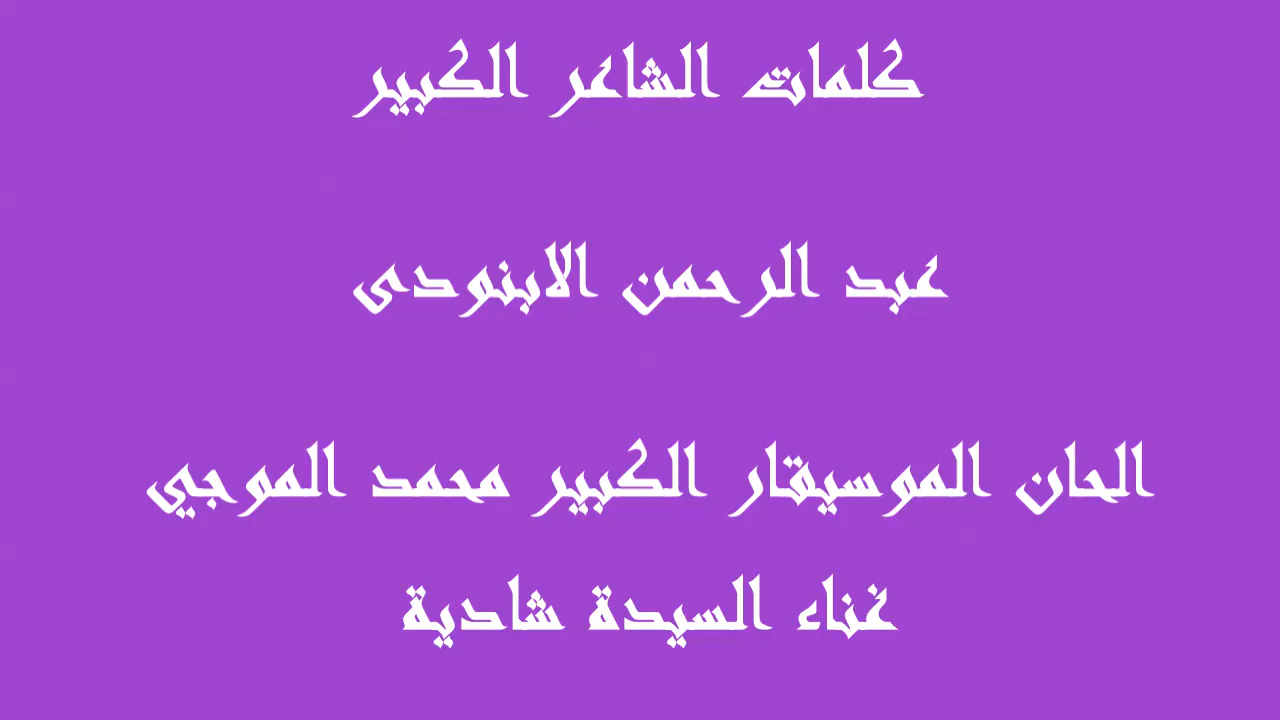 كلمات الشاعر الكبير
عبد الرحمن الابنودى
الحان الموسيقار الكبير محمد الموجي
غناء السيدة شادية